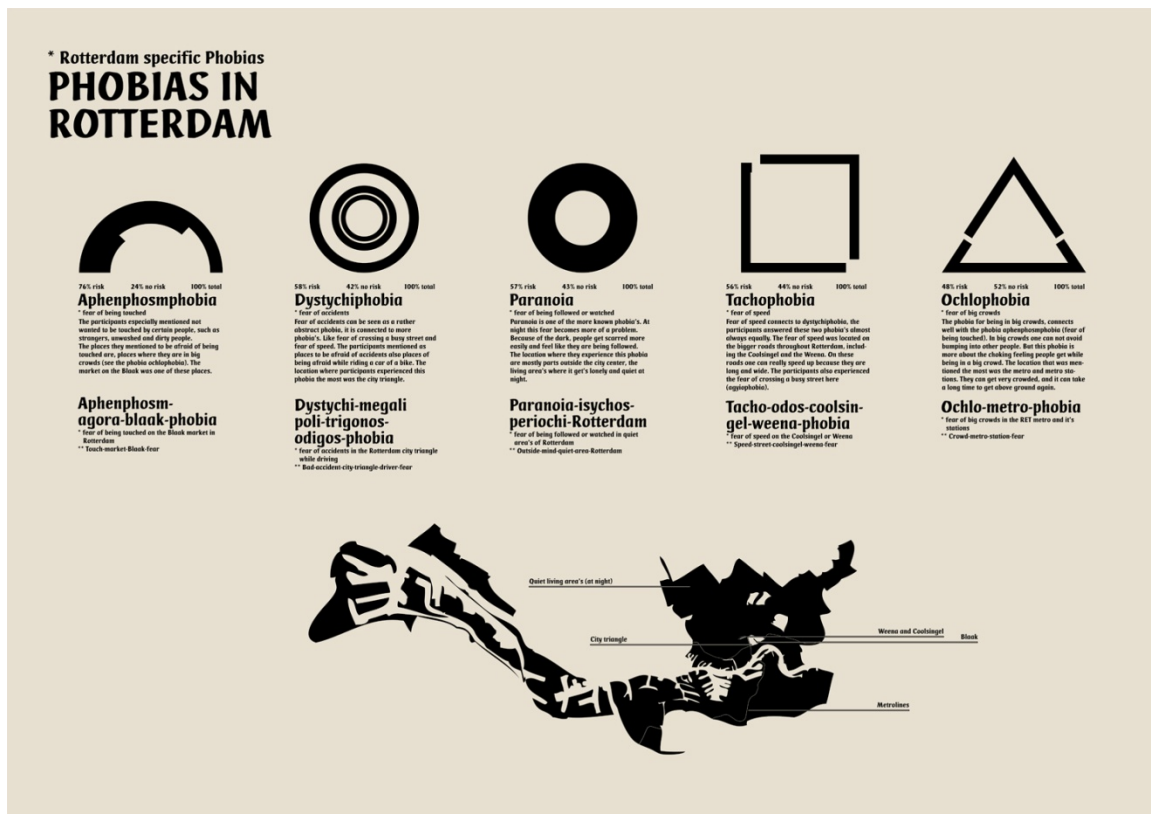 * Rotterdam specific Phobias
PHOBIAS IN
ROTTERDAM
76% risk 24% no risk 100% total
Aphenphosmphobia
* fear of being touched
The participants especially mentioned not
wanted to be touched by certain people, such as
strangers, unwashed and dirty people.
The places they mentioned to be afraid of being
touched are, places where they are in big
crowds (see the phobia ochlophobia). The
market on the Blaak was one of these places.
Aphenphosm-
agora-blaak-phobia
* fear of being touched on the Blaak market in
Rotterdam
** Touch-market-Blaak-fear
58% risk 42% no risk 100% total
Dystychiphobia
* fear of accidents
Fear of accidents can be seen as a rather
abstract phobia, it is connected to more
phobia's. Like fear of crossing a busy street and
fear of speed. The participants mentioned as
places to be afraid of accidents also places of
being afraid while riding a car of a bike. The
location where participants experienced this
phobia the most was the city triangle.
Dystychi-megali
poli-trigonos-
odigos-phobia
* fear of accidents in the Rotterdam city triangle
while driving
** Bad-accident-city-triangle-driver-fear
57% risk 43% no risk 100% total
Paranoia
* fear of being followed or watched
Paranoia is one of the more known phobia's. At
night this fear becomes more of a problem.
Because of the dark, people get scarred more
easily and feel like they are being followed.
The location where they experience this phobia
are mostly parts outside the city center, the
living area's where it get's lonely and quiet at
night.
Paranoia-isychos-
periochi-Rotterdam
* fear of being followed or watched in quiet
area's of Rotterdam
** Outside-mind-quiet-area-Rotterdam
56% risk 44% no risk 100% total
Tachophobia
* fear of speed
Fear of speed connects to dystychiphobia, the
participants answered these two phobia's almost
always equally. The fear of speed was located on
the bigger roads throughout Rotterdam, includ-
ing the Coolsingel and the Weena. On these
roads one can really speed up because they are
long and wide. The participants also experienced
the fear of crossing a busy street here
(agyiophobia).
Tacho-odos-coolsin-
gel-weena-phobia
* fear of speed on the Coolsingel or Weena
** Speed-street-coolsingel-weena-fear
48% risk 52% no risk 100% total
Ochlophobia
* fear of big crowds
The phobia for being in big crowds, connects
well with the phobia aphenphosmphobia (fear of
being touched). In big crowds one can not avoid
bumping into other people. But this phobia is
more about the choking feeling people get while
being in a big crowd. The location that was men-
tioned the most was the metro and metro sta-
tions. They can get very crowded, and it can take
a long time to get above ground again.
Ochlo-metro-phobia
* fear of big crowds in the RET metro and it's
stations
** Crowd-metro-station-fear
Quiet living area's (at night)
Weena and Coolsingel
City triangle
Blaak
Metrolines